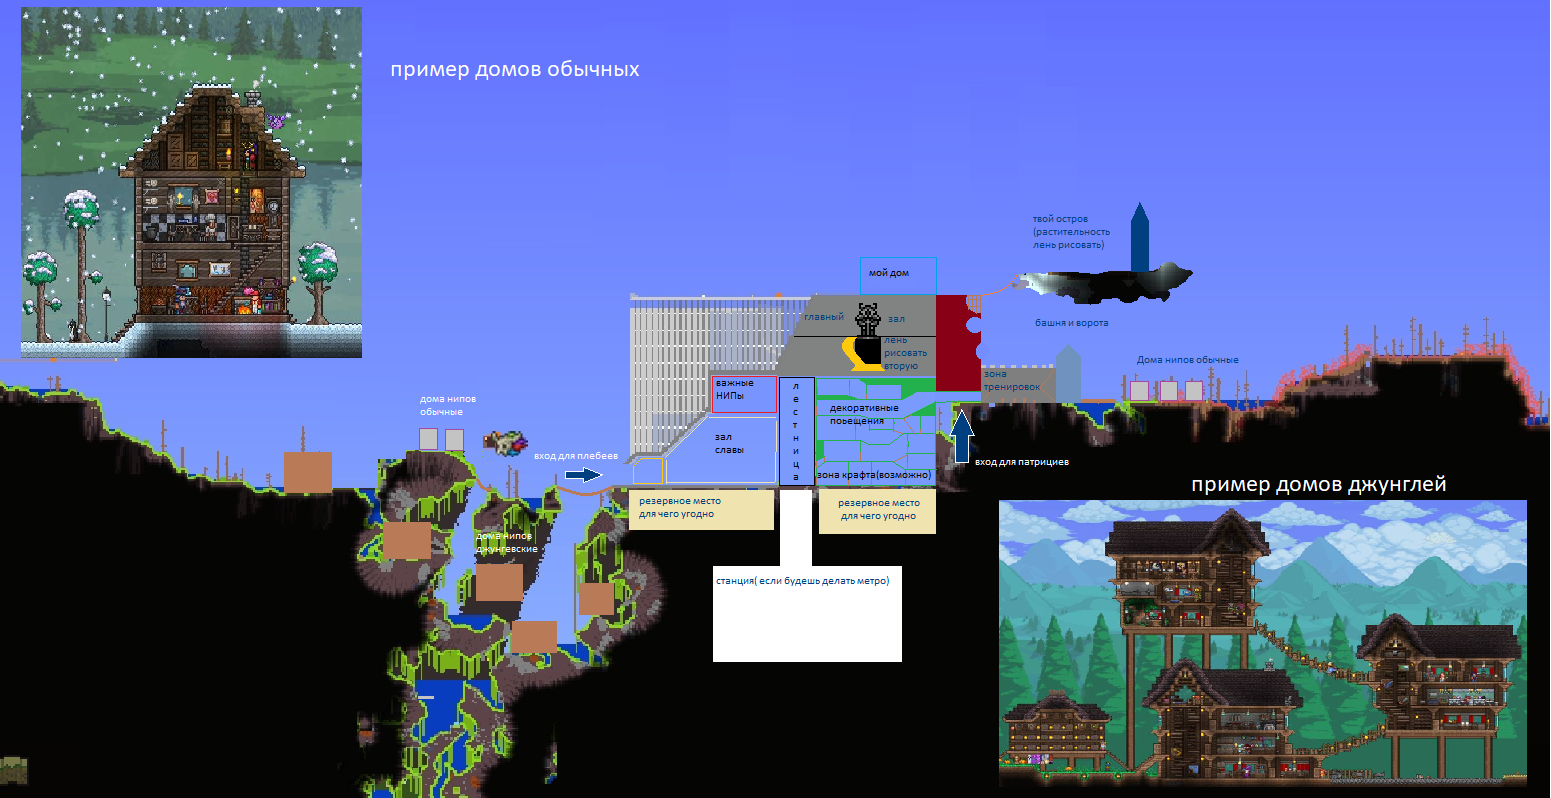 пример домов обычных
твой остров
(растительность
лень рисовать)
мой дом
главный
зал
лень
рисовать
вторую
башня и ворота
Дома нипов обычные
зона
тренировок
важные
НИПы
лестница
декоративные
поьещения
дома нипов
обычные
зал
славы
вход для плебеев
зона крафта(возможно)
вход для патрициев
резервное место
для чего угодно
резервное место
для чего угодно
дома нипов
джунгевские
станция( если будешь делать метро)
пример домов джунглей